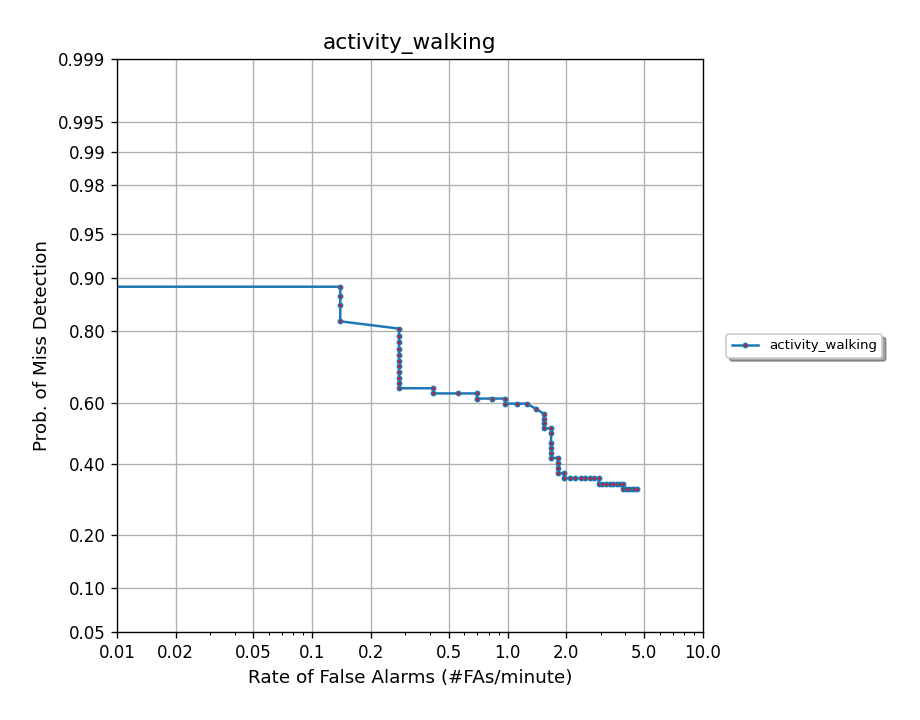 activity_walking
0.999
0.995
0.99
0.98
0.95
0.90
0.80
0.60
0.40
0.20
0.10
0.05
Prob. of Miss Detection
0.01 0.02 0.05 0.1 0.2 0.5 1.0 2.0 5.0 10.0
Rate of False Alarms (#FAs/minute)
activity_walking